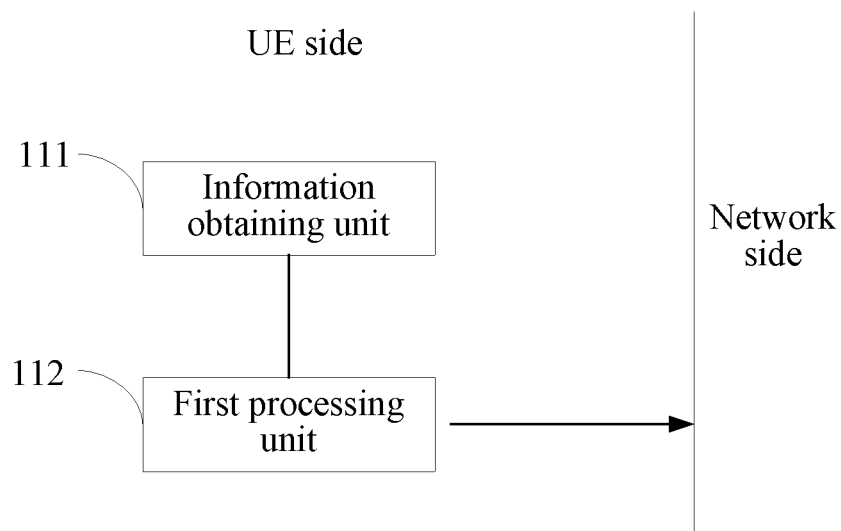 UE side
111
Information
obtaining unit
Network
side
112
First processing
unit